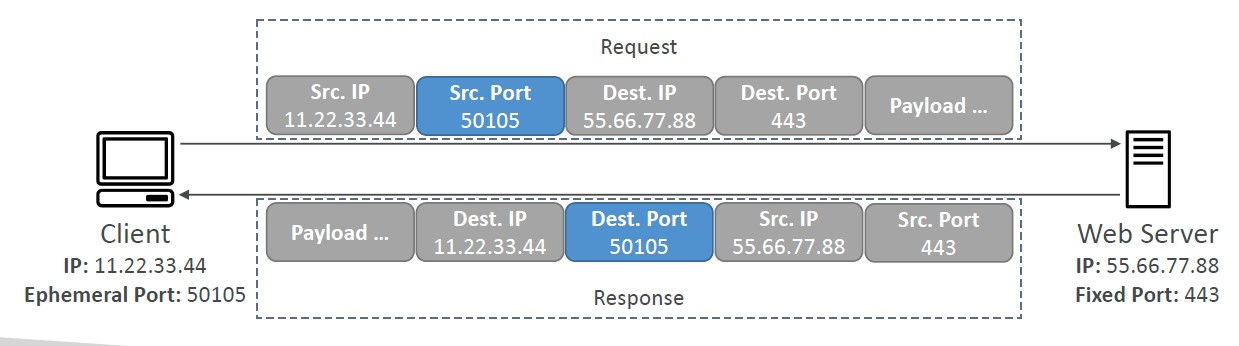 Request
Src. IP
11.22.33.44
Src. Port
50105
Dest. IP
55.66.77.88
Dest. Port
443
Payload ...
Client
IP: 11.22.33.44
Ephemeral Port: 50105
Payload ...
Dest. IP
11.22.33.44
Dest. Port
50105
Src. IP
55.66.77.88
Src. Port
443
Response
Web Server
IP: 55.66.77.88
Fixed Port: 443